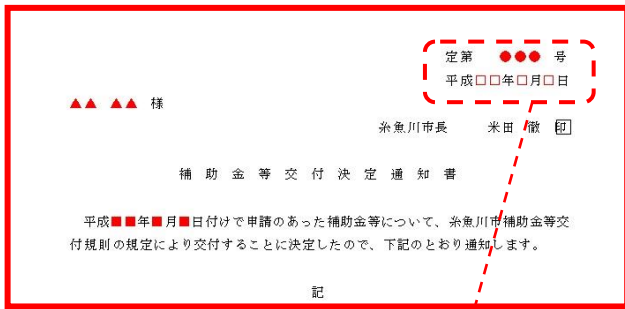 定第 ●●● 号
平成□□年□月□日
▲▲ ▲▲ 様
糸魚川市長 米田 徹 印
補助金等交付決定通知書
平成■■年■月■日付けで申請のあった補助金等について、糸魚川市補助金等交
付規則の規定により交付することに決定したので、下記のとおり通知します。
記